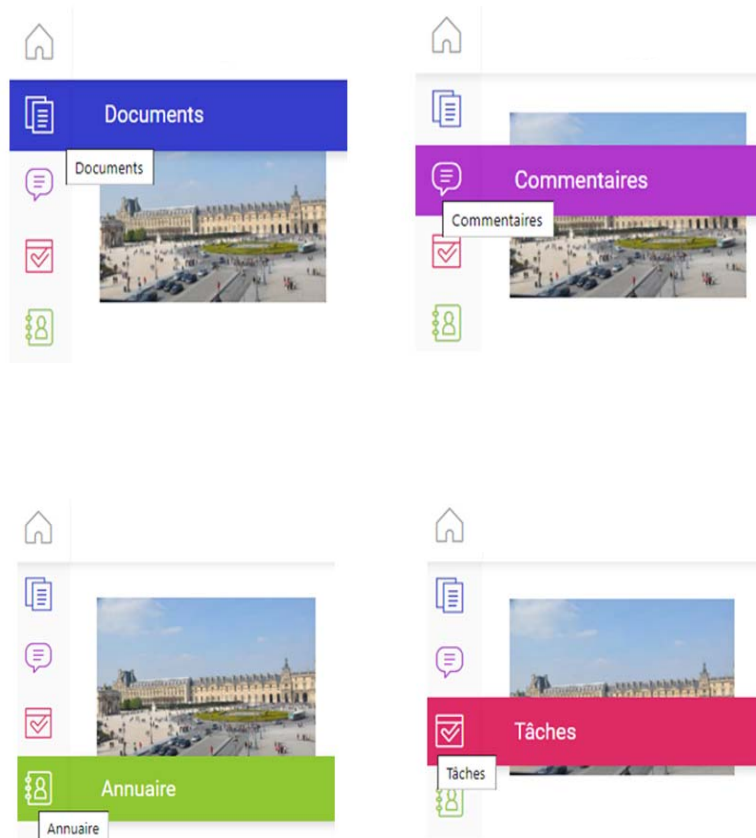 Documents
Documents
Commentaires
Commentaires
Annuaire
Annuaire
Tâches
Tâches